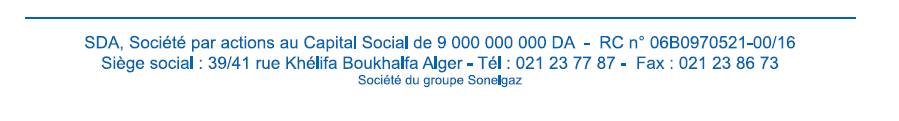 SDA, Société par actions au Capital Social de 9 000 000 000 DA - RC n° 06B0970521-00/16
Siège social : 39/41 rue Khélifa Boukhalfa Alger - Tél : 021 23 77 87 - Fax : 021 23 86 73
Société du groupe Sonelgaz